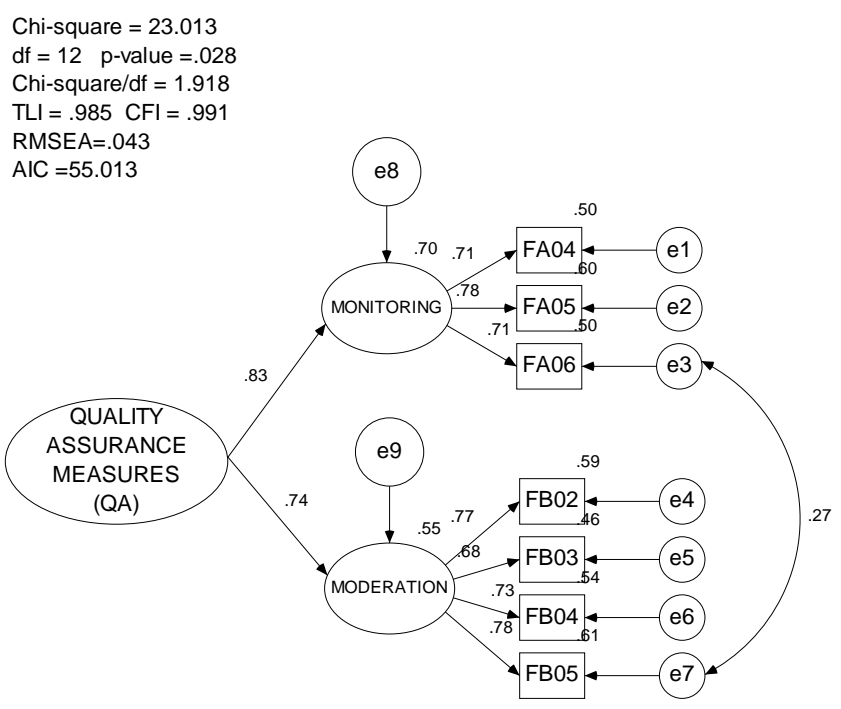 Chi-square = 23.013
df = 12 p-value =.028
Chi-square/df = 1.918
TLI = .985 CFI = .991
RMSEA=.043
AIC =55.013
e8
.50
.70 .71
FA04
e1
.60
.78
MONITORING
FA05
e2
.50
.71
FA06
e3
.83
QUALITY
ASSURANCE
MEASURES
(QA)
e9
.74
.59
.77
FB02
e4
.27
.55
.46
.68
FB03
e5
.54
MODERATION
.73
FB04
e6
.61
.78
FB05
e7